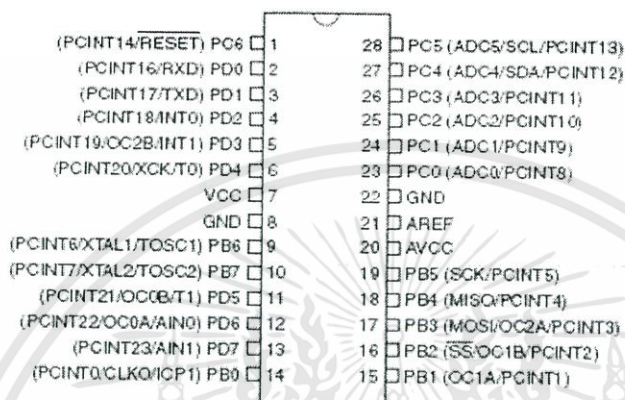 (PCINT14/RESET) PC6 1 28 PC5 (ADC5/SCL/PCINT13)
(PCINT16/RXD) PD0 2 27 PC4 (ADC4/SDA/PCINT12)
(PCINT17/TXD) PD1 3 26 PC3 (ADC3/PCINT11)
(PCINT18/INT0) PD2 4 25 PC2 (ADC2/PCINT10)
(PCINT19/OC2B/INT1) PD3 5 24 PC1 (ADC1/PCINT9)
(PCINT20/XCK/T0) PD4 6 23 PC0 (ADC0/PCINT8)
VCC 7 22 GND
GND 8 21 AREF
(PCINT6/XTAL1/TOSC1) PB6 9 20 AVCC
(PCINT7/XTAL2/TOSC2) PB7 10 19 PB5 (SCK/PCINT5)
(PCINT21/OC0B/T1) PD5 11 18 PB4 (MISO/PCINT4)
(PCINT22/OC0A/AIN0) PD6 12 17 PB3 (MOSI/OC2A/PCINT3)
(PCINT23/AIN1) PD7 13 16 PB2 (SS/OC1B/PCINT2)
(PCINT0/CLKO/ICP1) PB0 14 15 PB1 (OC1A/PCINT1)